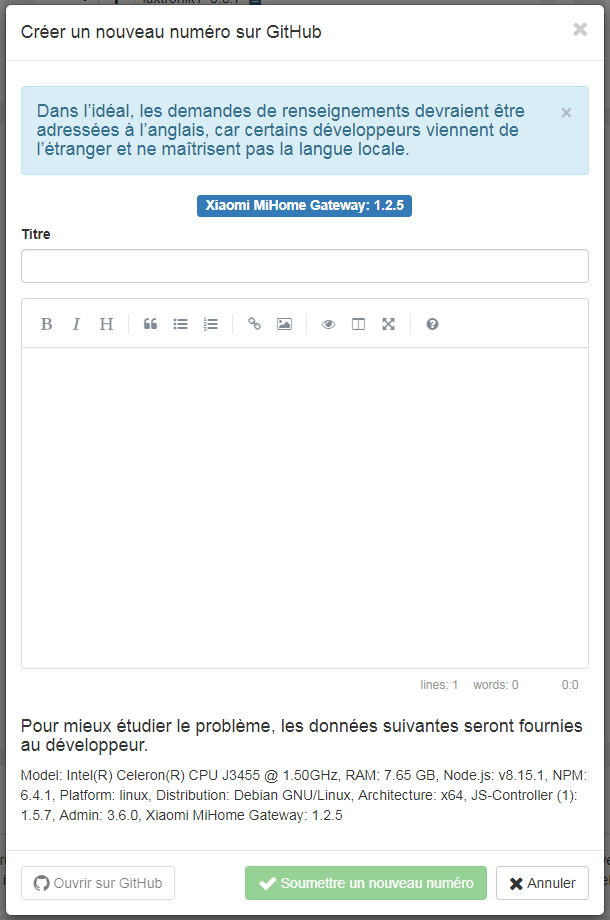 Créer un nouveau numéro sur GitHub
Dans l’idéal, les demandes de renseignements devraient être
adressées à l’anglais, car certains développeurs viennent de
l’étranger et ne maîtrisent pas la langue locale.
Xiaomi MiHome Gateway: 1.2.5
Titre
B I H
lines: 1 words: 0 0:0
Pour mieux étudier le problème, les données suivantes seront fournies
au développeur.
Model: Intel(R) Celeron(R) CPU J3455 @ 1.50GHz, RAM: 7.65 GB, Node.js: v8.15.1, NPM:
6.4.1, Platform: linux, Distribution: Debian GNU/Linux, Architecture: x64, JS-Controller (1):
1.5.7, Admin: 3.6.0, Xiaomi MiHome Gateway: 1.2.5
Ouvrir sur GitHub Soumettre un nouveau numéro Annuler